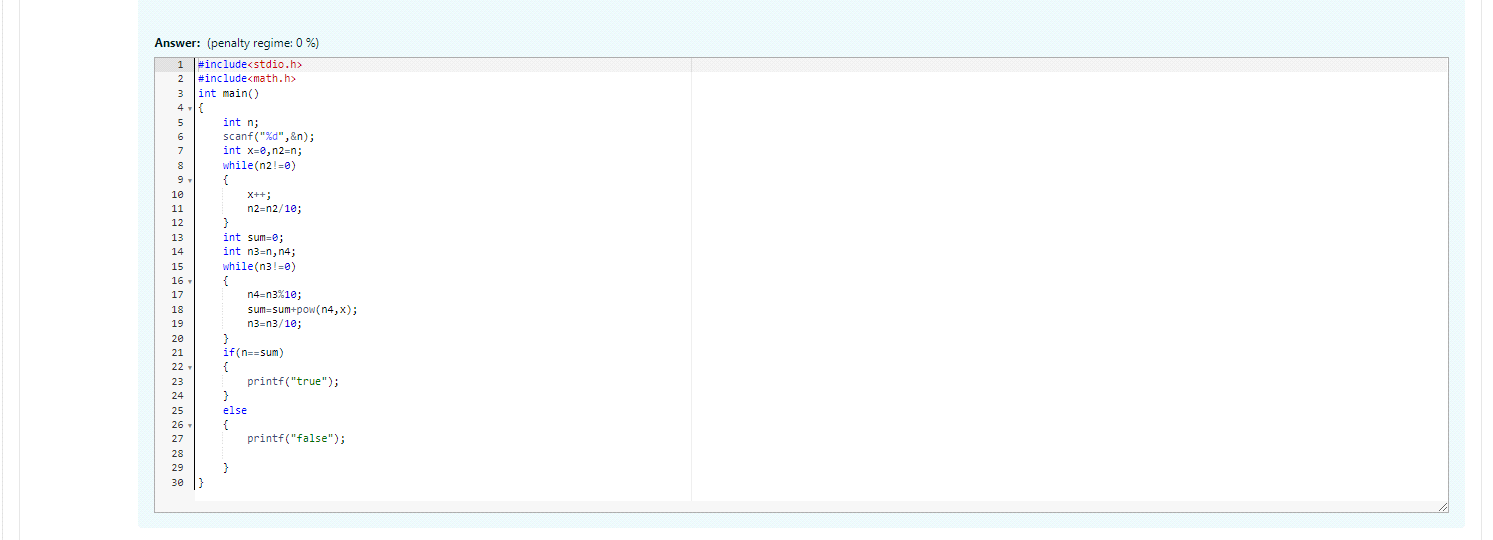 Answer: (penalty regime: 0 %)
1 #include<stdio.h>
2 #include<math.h>
3 int main()
4 {
5 int n;
6 scanf("%d",&n);
7 int x=0,n2=n;
8 while(n2!=0)
9 {
10 x++;
11 n2=n2/10;
12 }
13 int sum=0;
14 int n3=n,n4;
15 while(n3!=0)
16 {
17 n4=n3%10;
18 sum=sum+pow(n4,x);
19 n3=n3/10;
20 }
21 if(n==sum)
22 {
23 printf("true");
24 }
25 else
26 {
27 printf("false");
28
29 }
30 }